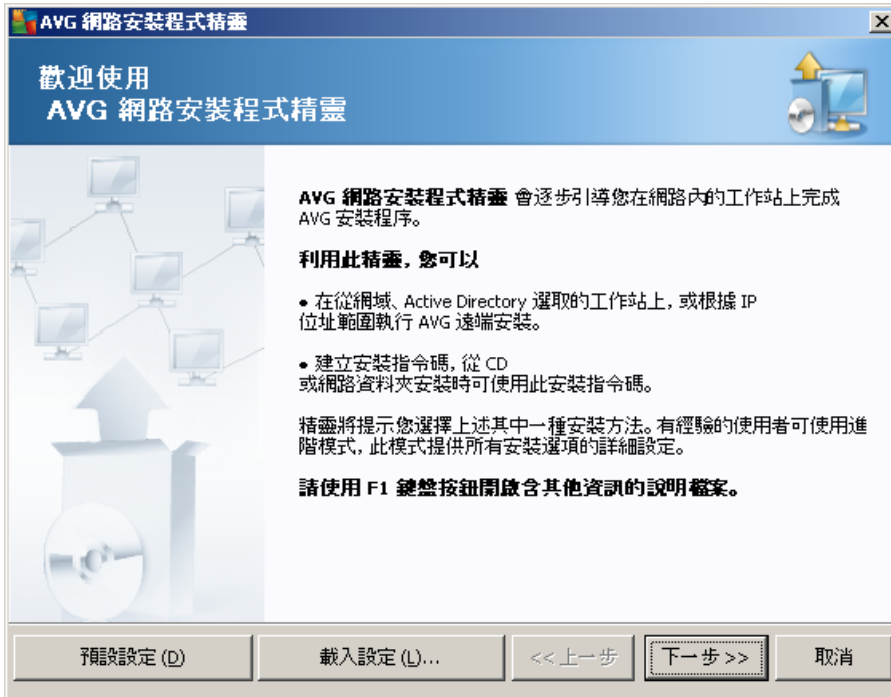 AVG 網路安裝程式精靈
歡迎使用
AVG 網路安裝程式精靈
AVG 網路安裝程式精靈 會逐步引導您在網路內的工作站上完成
AVG 安裝程序。
利用此精靈, 您可以
• 在從網域、Active Directory 選取的工作站上, 或根據 IP
位址範圍執行 AVG 遠端安裝。
• 建立安裝指令碼, 從 CD
或網路資料夾安裝時可使用此安裝指令碼。
精靈將提示您選擇上述其中一種安裝方法。有經驗的使用者可使用進
階模式, 此模式提供所有安裝選項的詳細設定。
請使用 F1 鍵盤按鈕開啟含其他資訊的說明檔案。
預設設定 (D)
載入設定 (L)...
<< 上一步
下一步 >>
取消